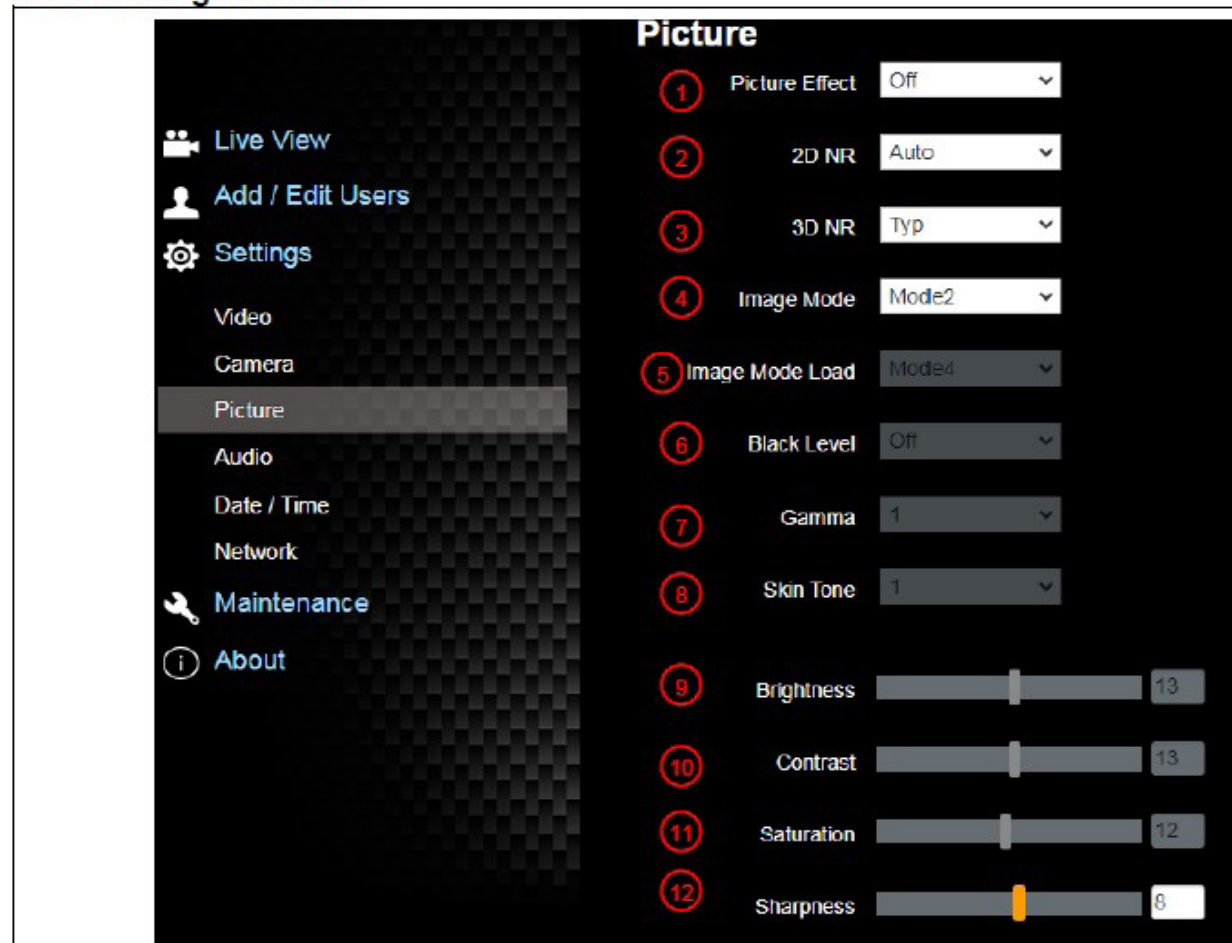 Live View
Add / Edit Users
Settings
Video
Camera
Picture
Audio
Date / Time
Network
Maintenance
About
Picture
1 Picture Effect Off
2 2D NR Auto
3 3D NR Typ
4 Image Mode Mode2
5 Image Mode Load Mode4
6 Black Level Off
7 Gamma 1
8 Skin Tone 1
9 Brightness 13
10 Contrast 13
11 Saturation 12
12 Sharpness 8